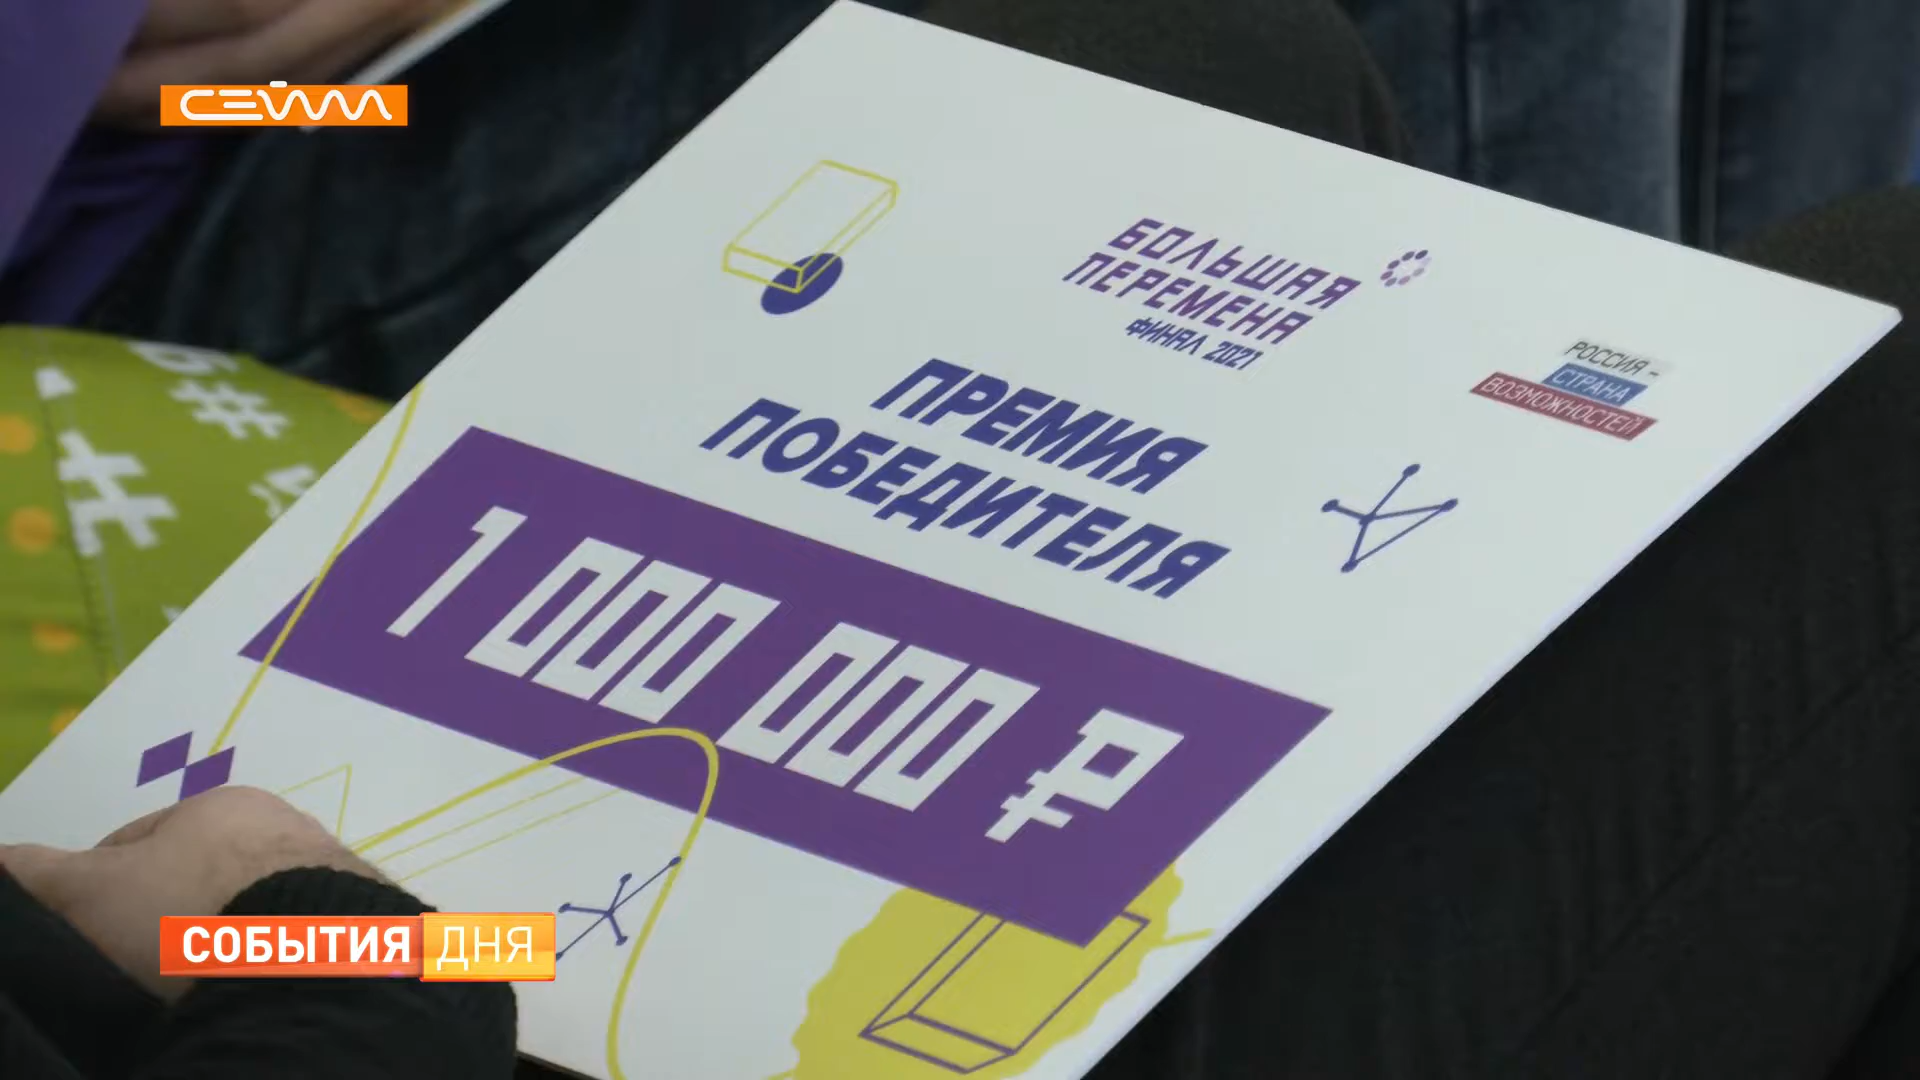 СЕЙМ
БОЛЬШАЯ
ПЕРЕМЕНА
ФИНАЛ 2021
РОССИЯ –
СТРАНА
ВОЗМОЖНОСТЕЙ
ПРЕМИЯ
ПОБЕДИТЕЛЯ
1 000 000 ₽
СОБЫТИЯ ДНЯ